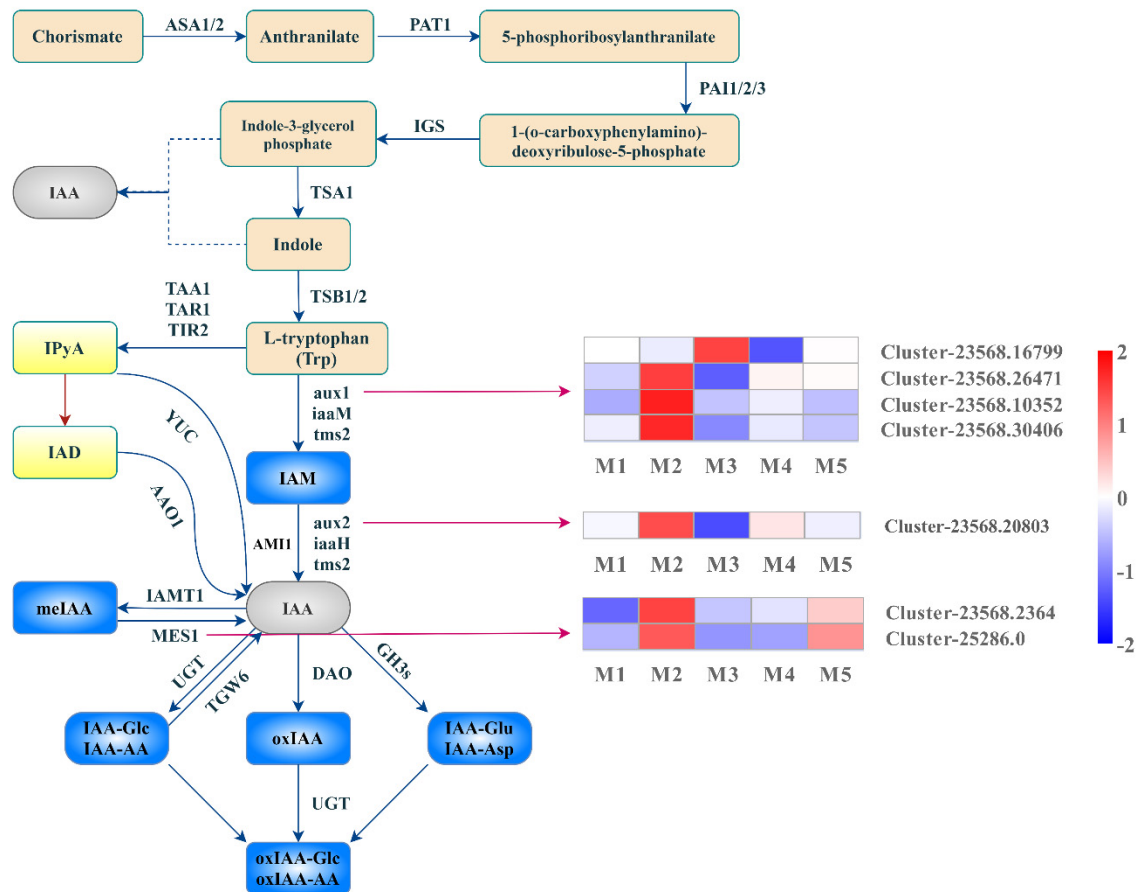 Chorismate
ASA1/2
Anthranilate
PAT1
5-phosphoribosylanthranilate
PAI1/2/3
Indole-3-glycerol
phosphate
IGS
1-(o-carboxyphenylamino)-
deoxyribulose-5-phosphate
IAA
TSA1
Indole
TAA1
TAR1
TIR2
TSB1/2
IPyA
L-tryptophan
(Trp)
aux1
iaaM
tms2
YUC
IAD
AAO1
IAM
AMI1
aux2
iaaH
tms2
meIAA
IAMT1
IAA
MES1
UGT
TGW6
DAO
GH3s
IAA-Glc
IAA-AA
oxIAA
IAA-Glu
IAA-Asp
UGT
oxIAA-Glc
oxIAA-AA
Cluster-23568.16799
Cluster-23568.26471
Cluster-23568.10352
Cluster-23568.30406
M1 M2 M3 M4 M5
Cluster-23568.20803
M1 M2 M3 M4 M5
Cluster-23568.2364
Cluster-25286.0
M1 M2 M3 M4 M5
2
1
0
-1
-2